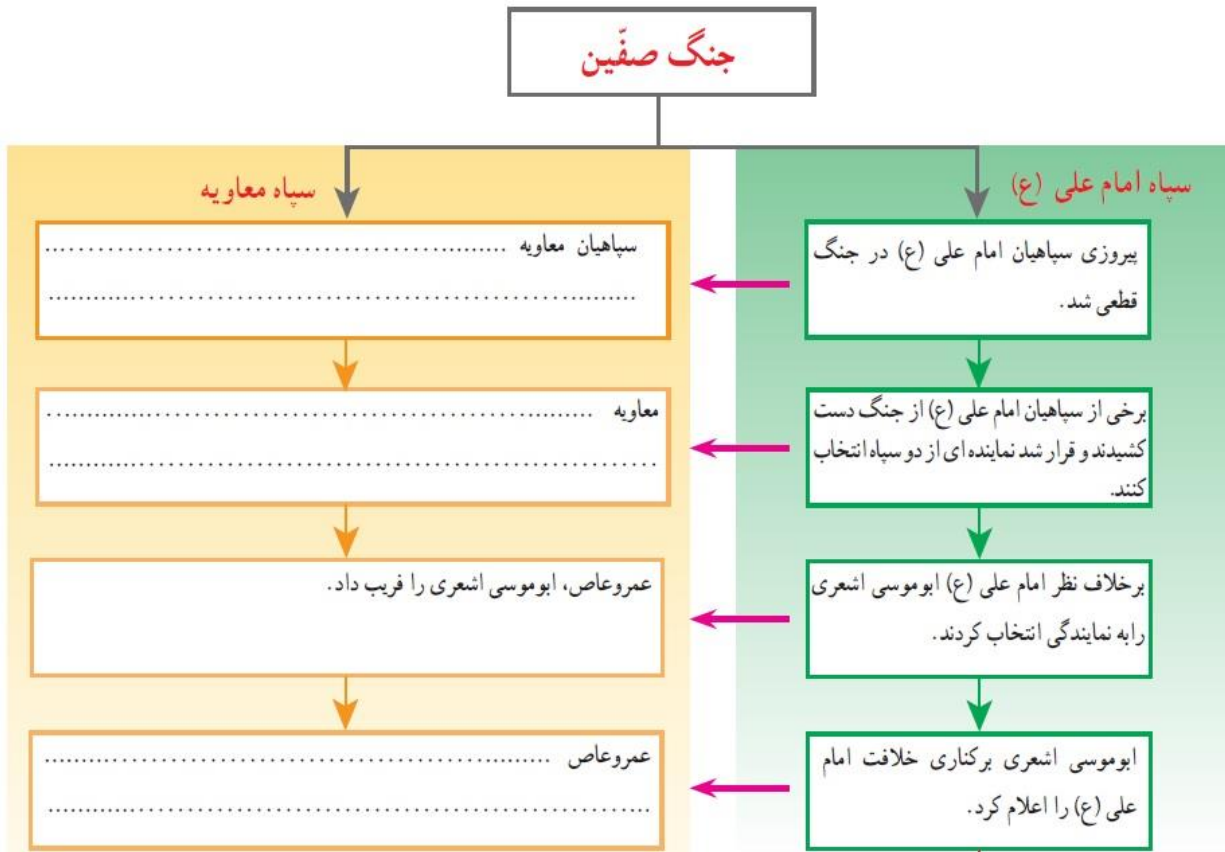 جنگ صفّین
سپاه امام علی (ع)
سپاه معاویه
پیروزی سپاهیان امام علی (ع) در جنگ
قطعی شد.
سپاهیان معاویه ................................................
................................................................
برخی از سپاهیان امام علی (ع) از جنگ دست
کشیدند و قرار شد نماینده ای از دو سپاه انتخاب
کنند.
معاویه ................................................
................................................................
برخلاف نظر امام علی (ع) ابوموسی اشعری
رابه نمایندگی انتخاب کردند.
عمروعاص، ابوموسی اشعری را فریب داد.
ابوموسی اشعری برکناری خلافت امام
علی (ع) را اعلام کرد.
عمروعاص ................................................
................................................................